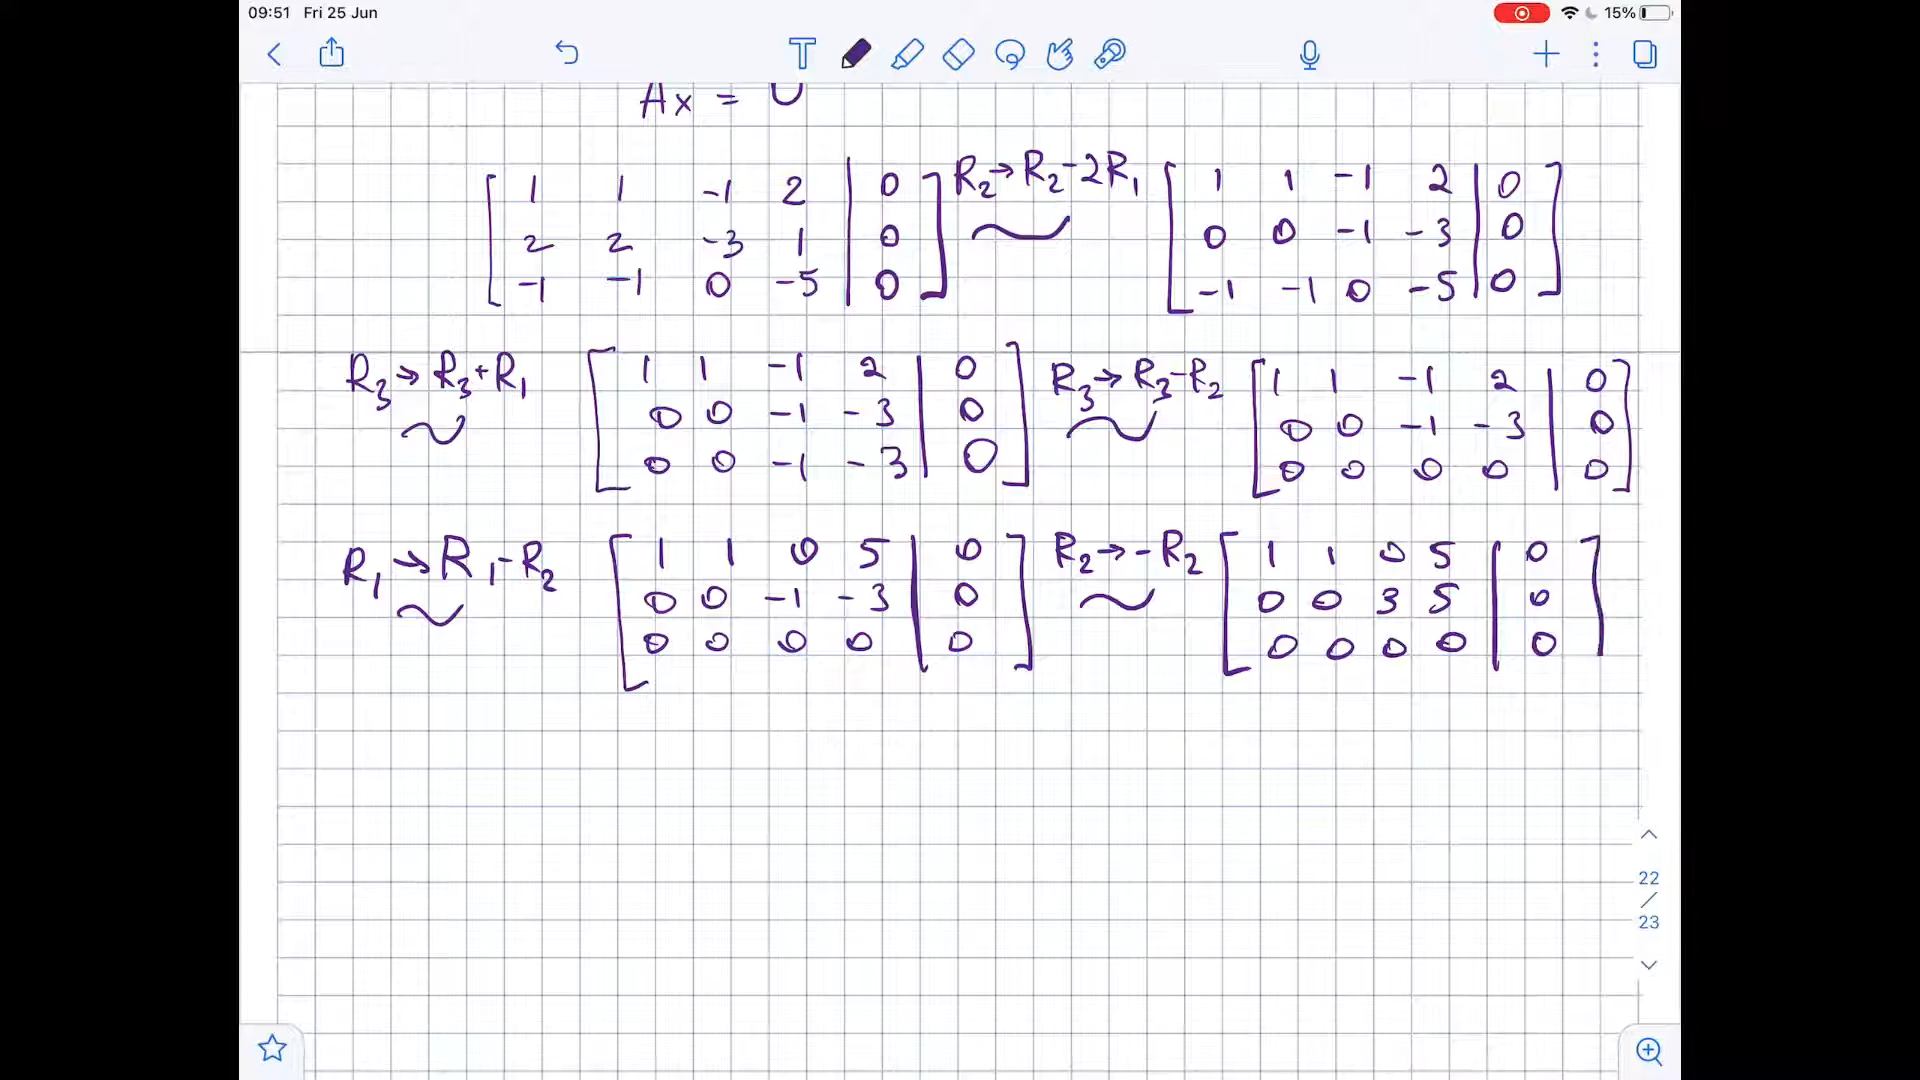 09:51 Fri 25 Jun 15%
T
Ax = 0
[ 1 1 -1 2 | 0 ] R₂→R₂-2R₁ [ 1 1 -1 2 | 0 ]
[ 2 2 -3 1 | 0 ] ~ [ 0 0 -1 -3 | 0 ]
[ -1 -1 0 -5 | 0 ] [ -1 -1 0 -5 | 0 ]
R₃→R₃+R₁ [ 1 1 -1 2 | 0 ] R₃→R₃-R₂ [ 1 1 -1 2 | 0 ]
~ [ 0 0 -1 -3 | 0 ] ~ [ 0 0 -1 -3 | 0 ]
[ 0 0 -1 -3 | 0 ] [ 0 0 0 0 | 0 ]
R₁→R₁-R₂ [ 1 1 0 5 | 0 ] R₂→-R₂ [ 1 1 0 5 | 0 ]
~ [ 0 0 -1 -3 | 0 ] ~ [ 0 0 3 5 | 0 ]
[ 0 0 0 0 | 0 ] [ 0 0 0 0 | 0 ]
22
/
23